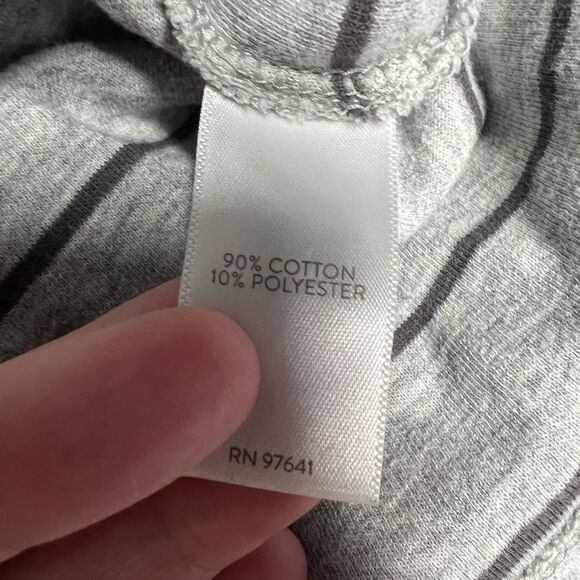 90% COTTON
10% POLYESTER
RN 97641